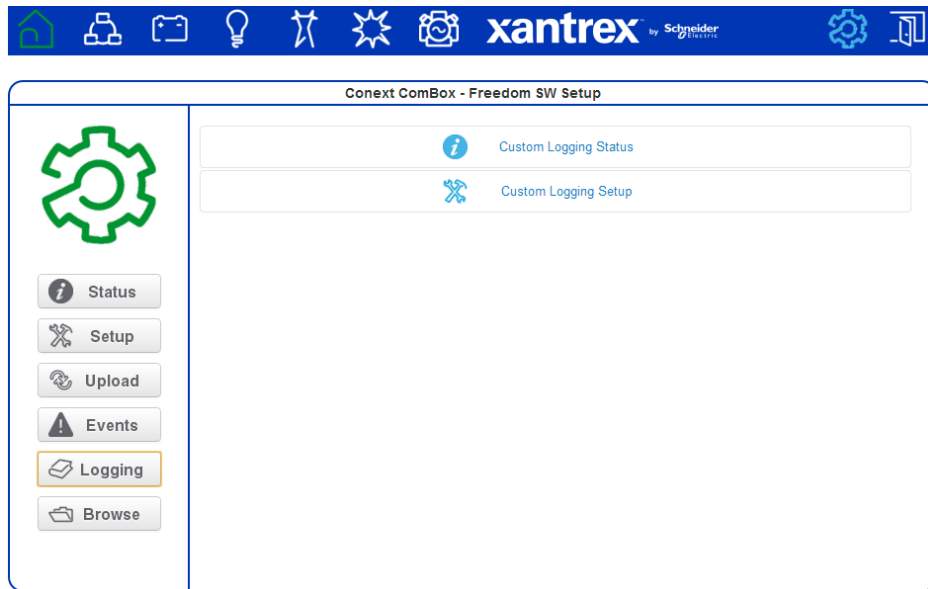 xantrex by Schneider Electric
Conext ComBox - Freedom SW Setup
Custom Logging Status
Custom Logging Setup
Status
Setup
Upload
Events
Logging
Browse